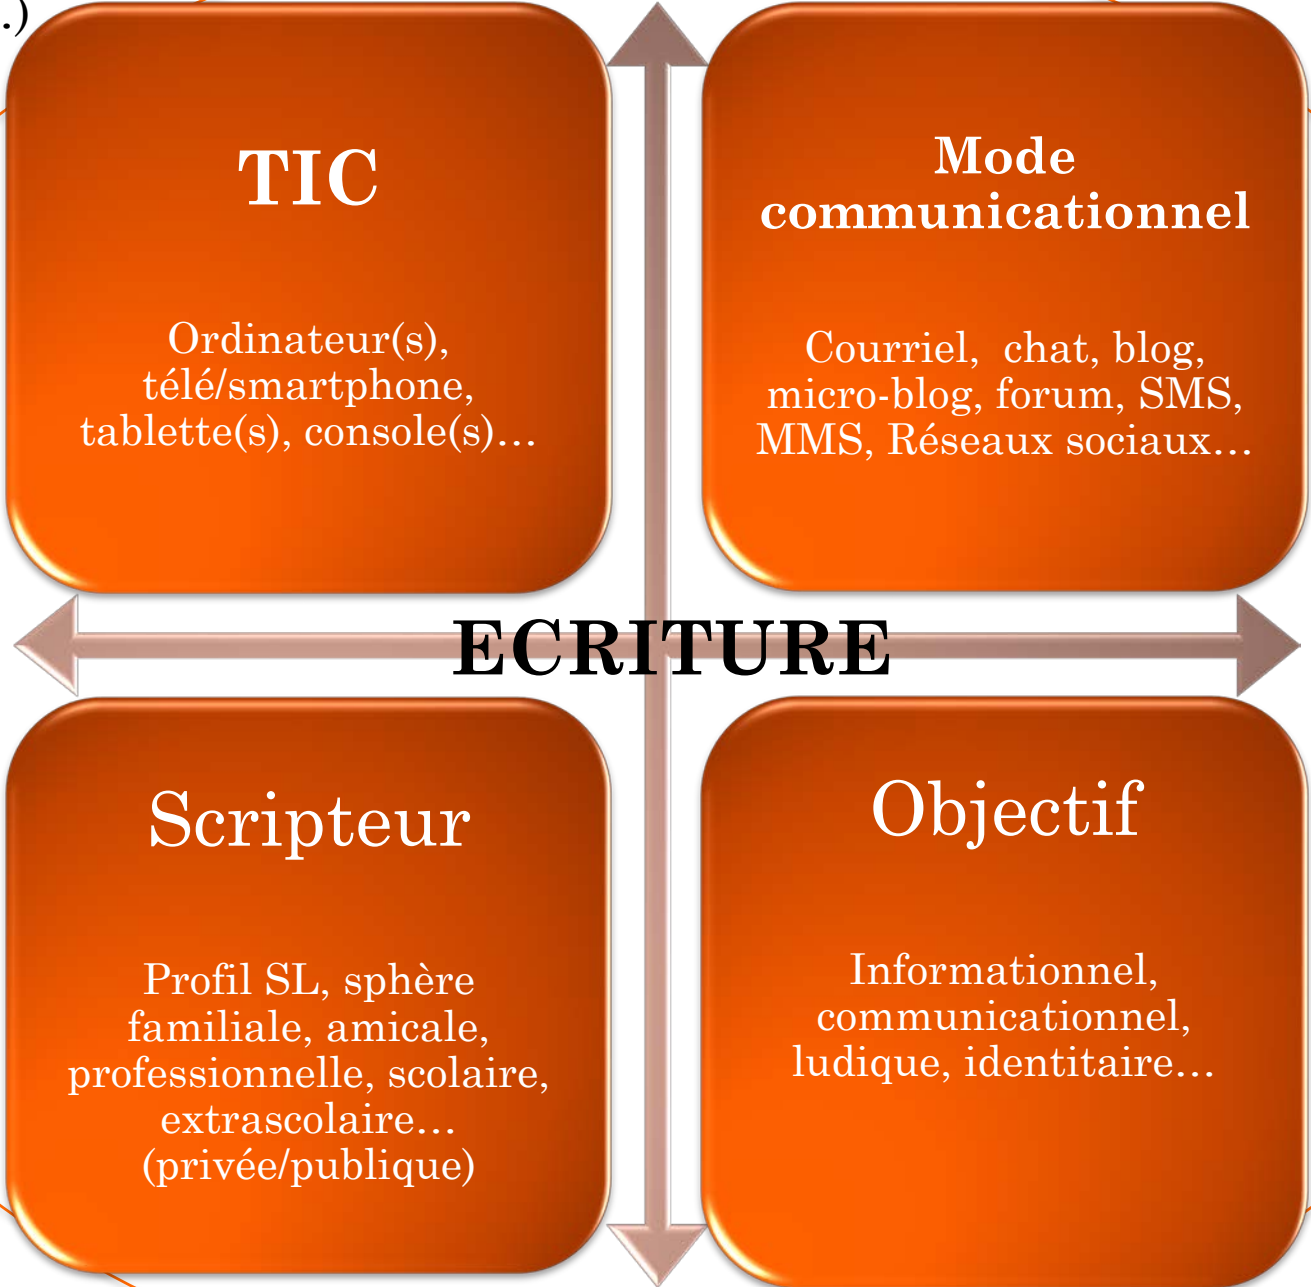 ..)
TIC
Ordinateur(s),
télé/smartphone,
tablette(s), console(s)…
Mode
communicationnel
Courriel,  chat, blog,
micro-blog, forum, SMS,
MMS, Réseaux sociaux…
ECRITURE
Scripteur
Profil SL, sphère
familiale, amicale,
professionnelle, scolaire,
extrascolaire…
(privée/publique)
Objectif
Informationnel,
communicationnel,
ludique, identitaire…